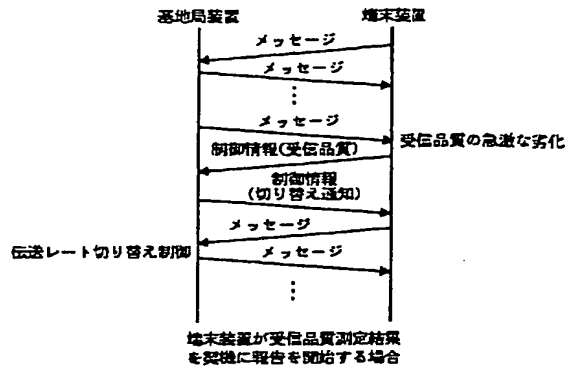 基地局装置
端末装置
メッセージ
メッセージ
メッセージ
受信品質の急激な劣化
制御情報(受信品質)
制御情報
(切り替え通知)
メッセージ
伝送レート切り替え制御
メッセージ
端末装置が受信品質測定結果
を契機に報告を開始する場合